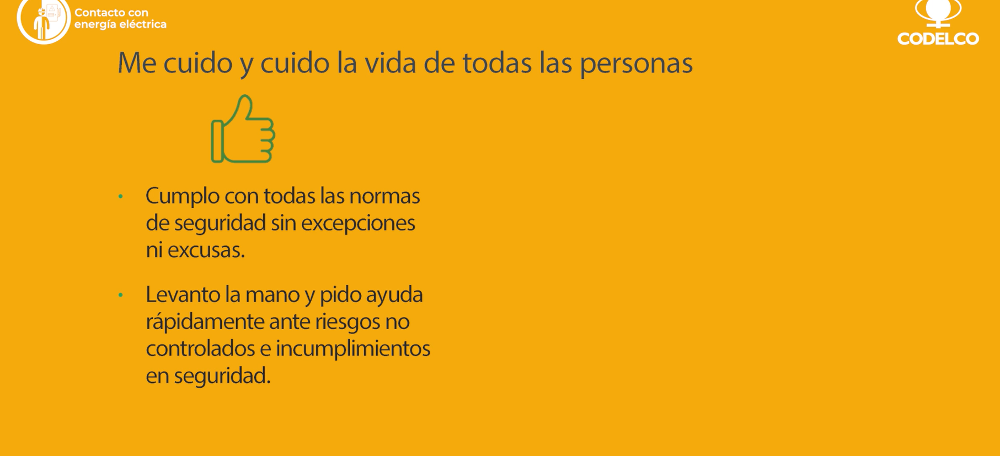 Contacto con
energía eléctrica
CODELCO
Me cuido y cuido la vida de todas las personas
• Cumplo con todas las normas
de seguridad sin excepciones
ni excusas.
• Levanto la mano y pido ayuda
rápidamente ante riesgos no
controlados e incumplimientos
en seguridad.